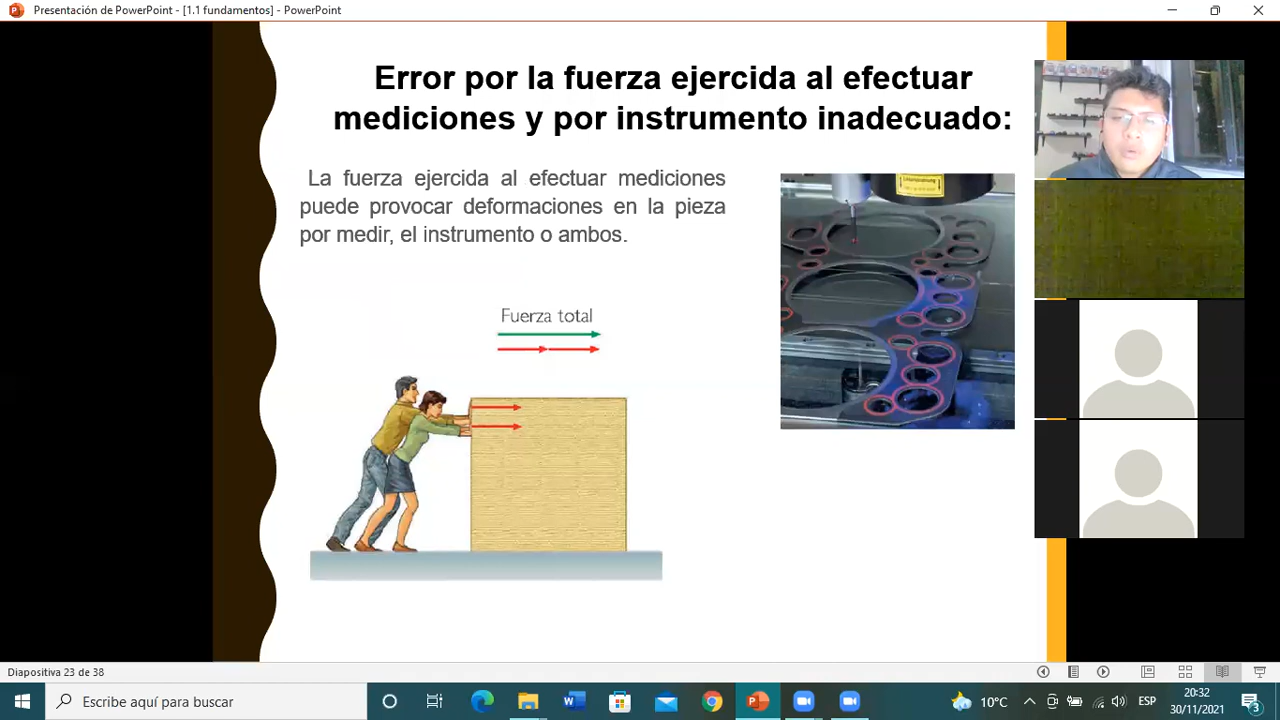 Presentación de PowerPoint - [1.1 fundamentos] - PowerPoint
Error por la fuerza ejercida al efectuar
mediciones y por instrumento inadecuado:
La fuerza ejercida al efectuar mediciones
puede provocar deformaciones en la pieza
por medir, el instrumento o ambos.
Fuerza total
Diapositiva 23 de 38
Escribe aquí para buscar
10°C
ESP
20:32
30/11/2021
3